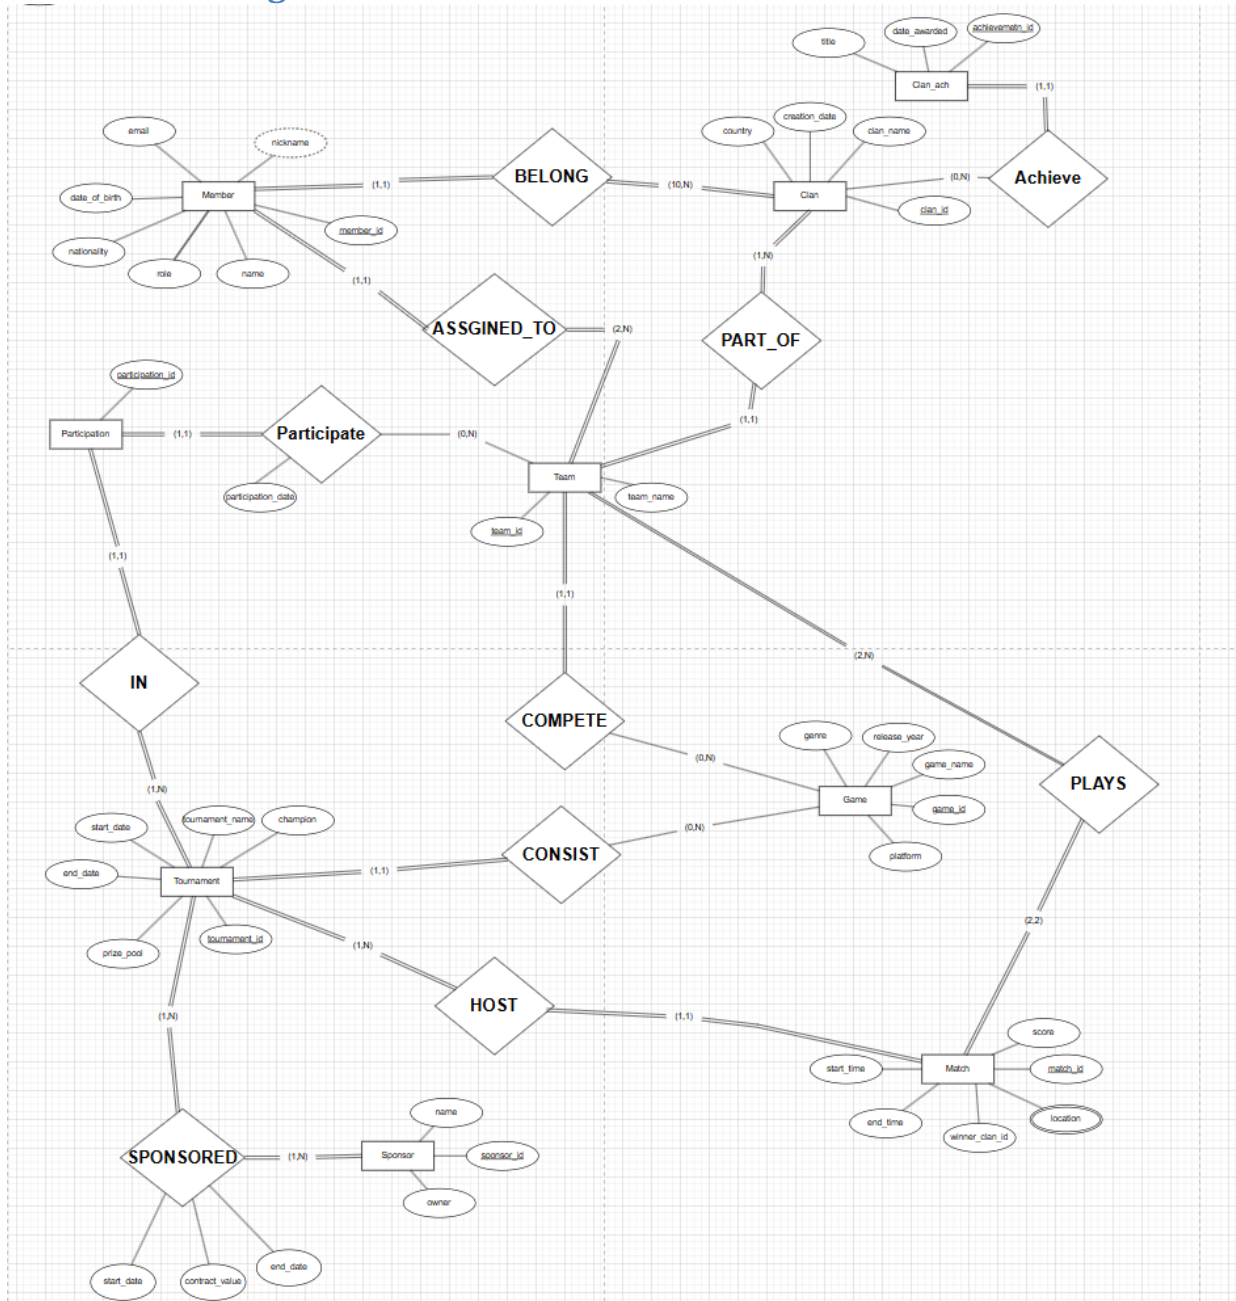 title
date_awarded
achievemetn_id
Clan_ach
(1,1)
email
nickname
country
creation_date
clan_name
BELONG
Achieve
date_of_birth
Member
(1,1)
(10,N)
Clan
(0,N)
clan_id
member_id
nationality
role
name
(1,1)
(1,N)
ASSGINED_TO
(2,N)
PART_OF
participation_id
Participation
(1,1)
Participate
(0,N)
(1,1)
participation_date
Team
team_name
team_id
(1,1)
(1,1)
(2,N)
IN
COMPETE
genre
release_year
(0,N)
game_name
PLAYS
(1,N)
Game
game_id
start_date
tournament_name
champion
(0,N)
platform
CONSIST
end_date
Tournament
(1,1)
prize_pool
tournament_id
(1,N)
(2,2)
HOST
(1,N)
(1,1)
score
start_time
Match
match_id
end_time
winner_clan_id
location
name
SPONSORED
(1,N)
Sponsor
sponsor_id
owner
start_date
contract_value
end_date